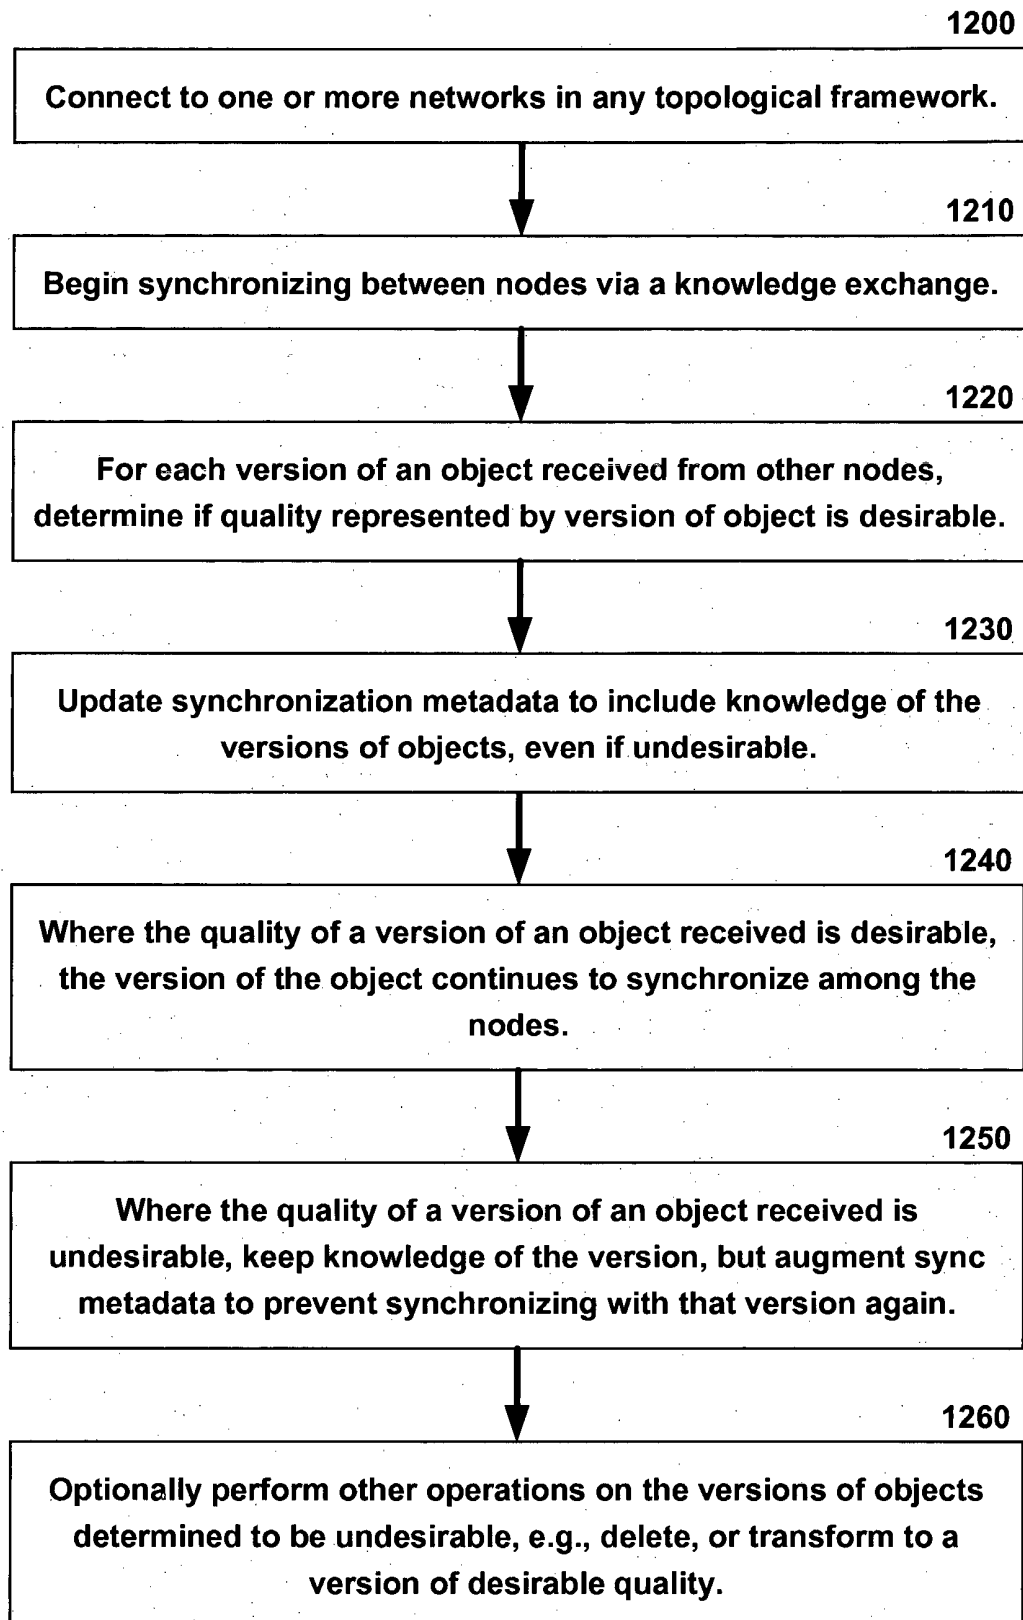 1200
Connect to one or more networks in any topological framework.
1210
Begin synchronizing between nodes via a knowledge exchange.
1220
For each version of an object received from other nodes,
determine if quality represented by version of object is desirable.
1230
Update synchronization metadata to include knowledge of the
versions of objects, even if undesirable.
1240
Where the quality of a version of an object received is desirable,
the version of the object continues to synchronize among the
nodes.
1250
Where the quality of a version of an object received is
undesirable, keep knowledge of the version, but augment sync
metadata to prevent synchronizing with that version again.
1260
Optionally perform other operations on the versions of objects
determined to be undesirable, e.g., delete, or transform to a
version of desirable quality.